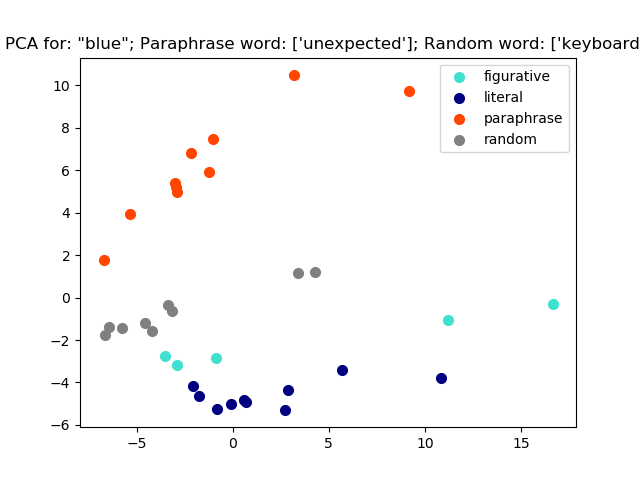 PCA for: "blue"; Paraphrase word: ['unexpected']; Random word: ['keyboard
figurative
literal
paraphrase
random
10
8
6
4
2
0
−2
−4
−6
−5
0
5
10
15